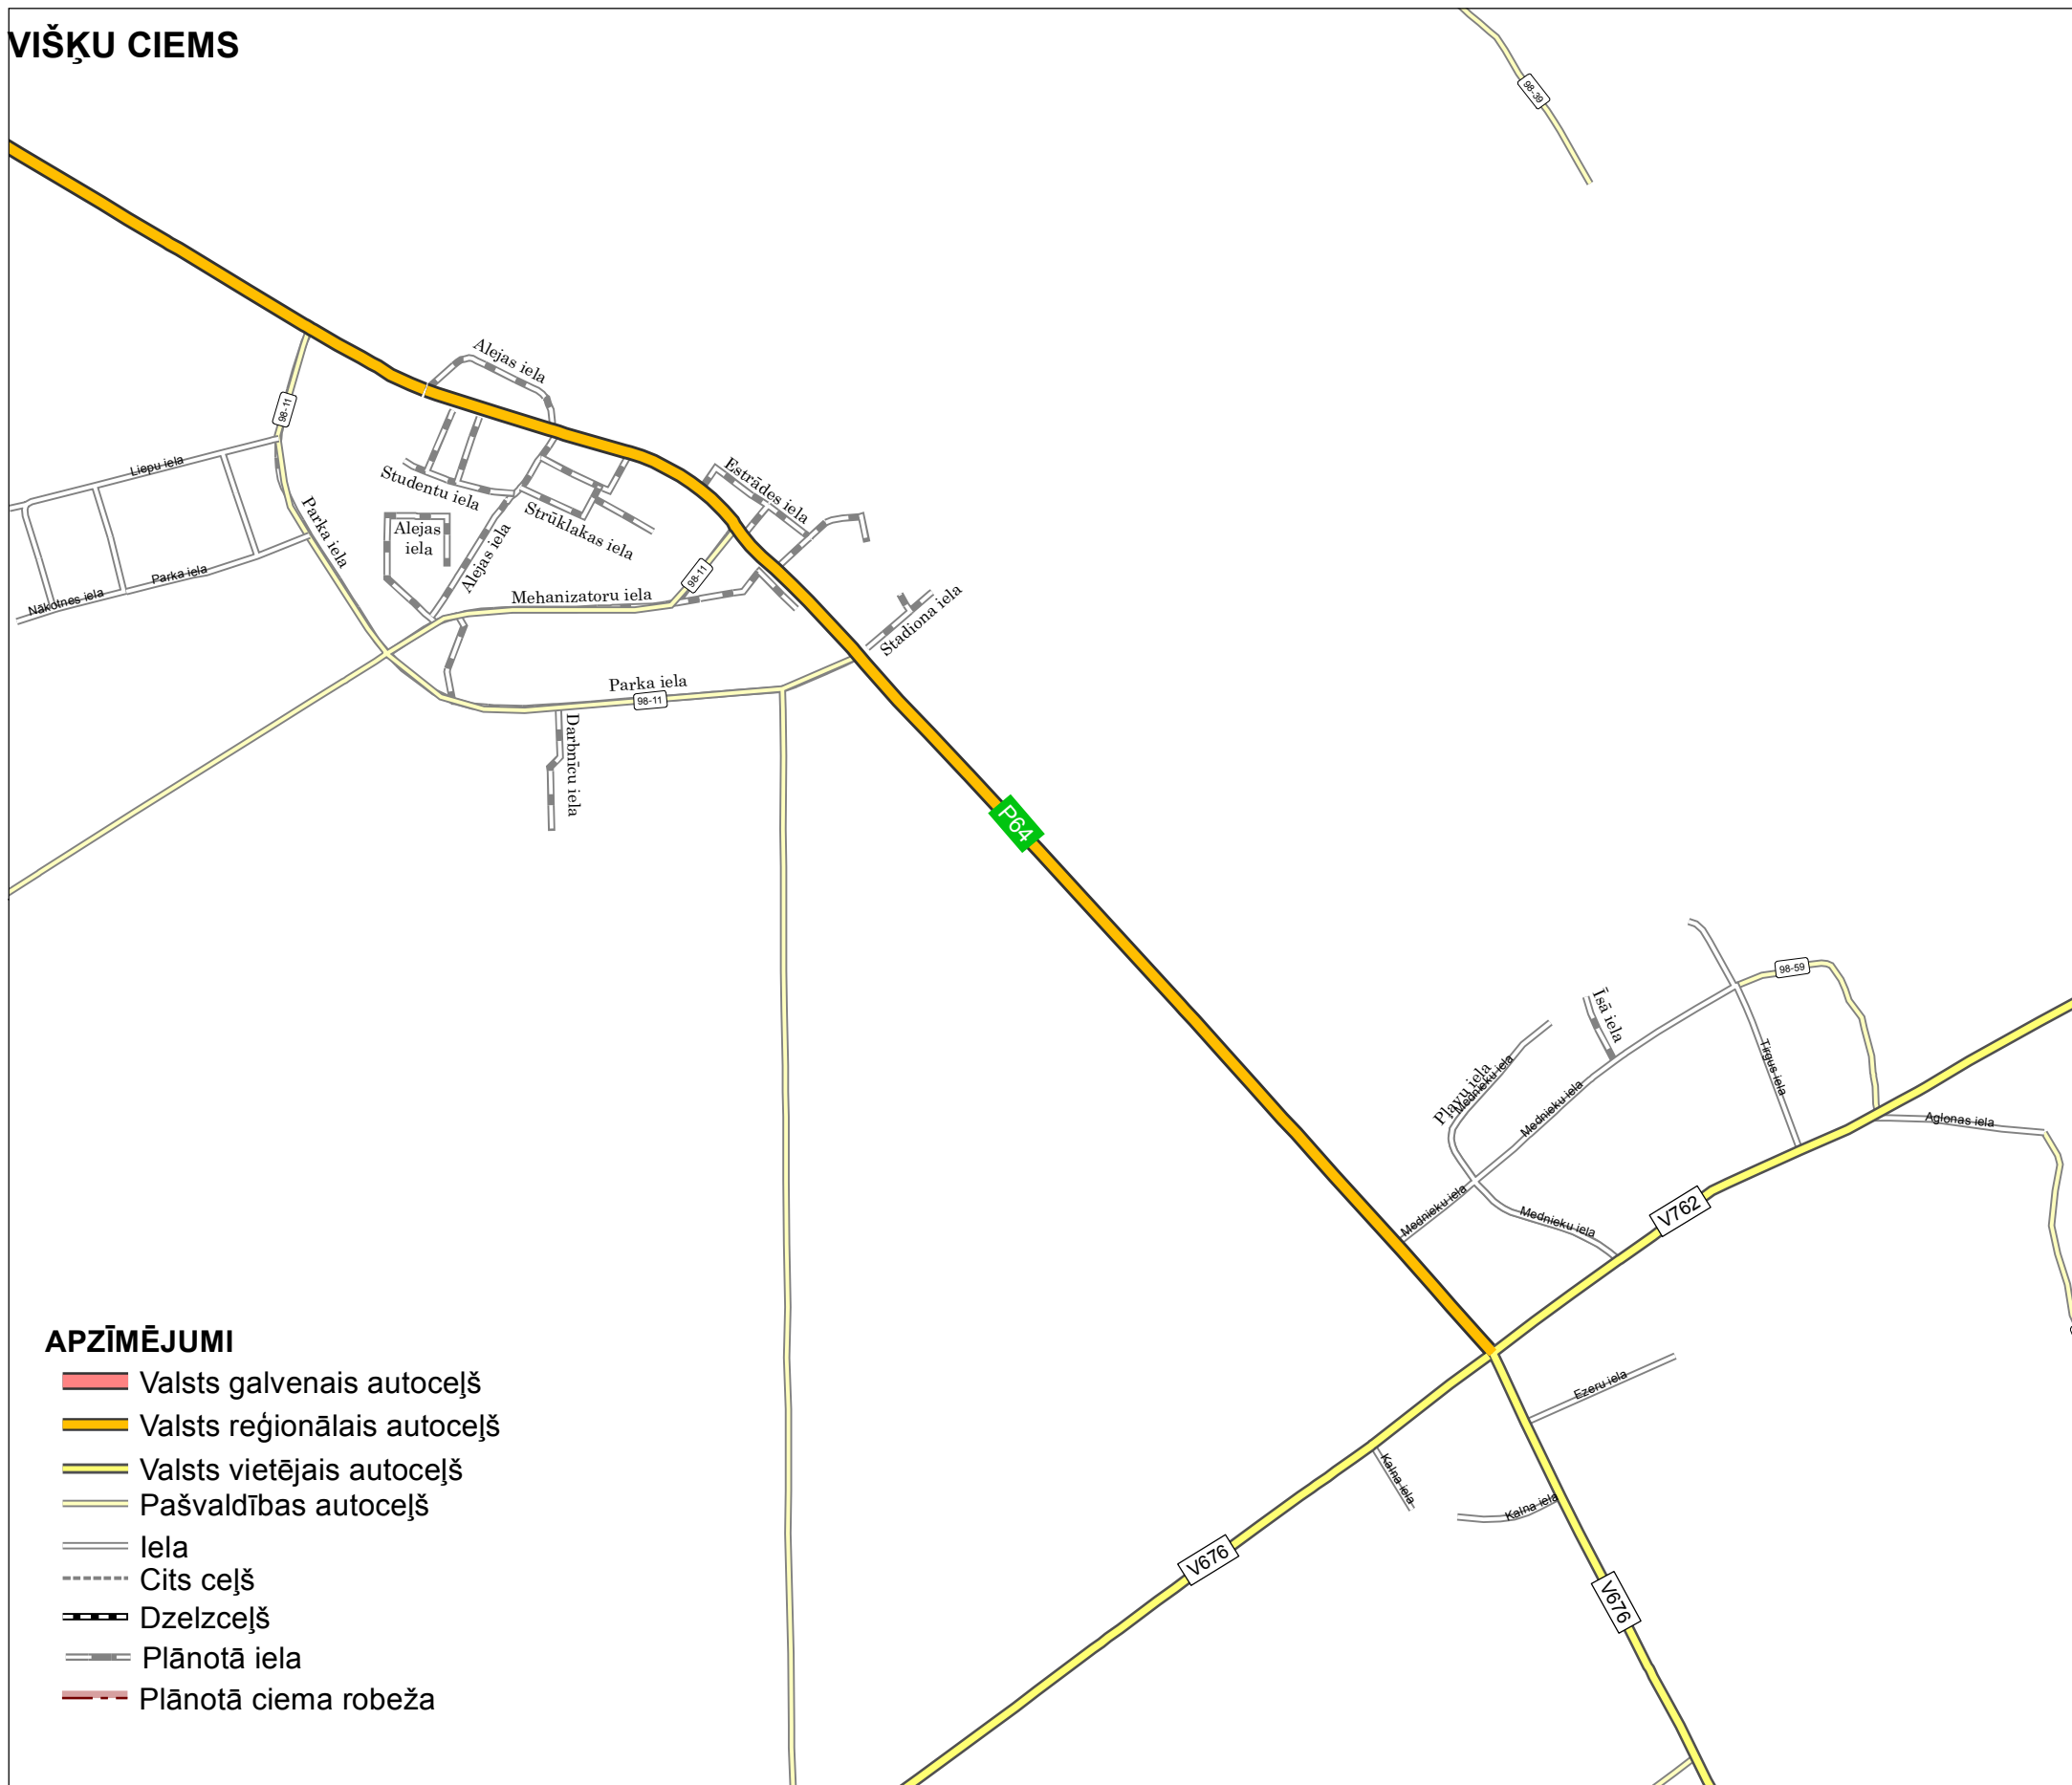 VIŠĶU CIEMS
98-39
Alejas iela
98-11
Liepu iela
Estrādes iela
Studentu iela
Parka iela
Strūklakas iela
Alejas
iela
Alejas iela
98-11
Parka iela
Mehanizatoru iela
Nākotnes iela
Stadiona iela
Parka iela
98-11
Darbnīcu iela
P64
98-59
Īsā iela
Tirgus iela
Pļavu iela
Mednieku iela
Mednieku iela
Aglonas iela
Mednieku iela
Mednieku iela
V762
Ezeru iela
Kalna iela
Kalna iela
V676
V676
APZĪMĒJUMI
Valsts galvenais autoceļš
Valsts reģionālais autoceļš
Valsts vietējais autoceļš
Pašvaldības autoceļš
Iela
Cits ceļš
Dzelzceļš
Plānotā iela
Plānotā ciema robeža